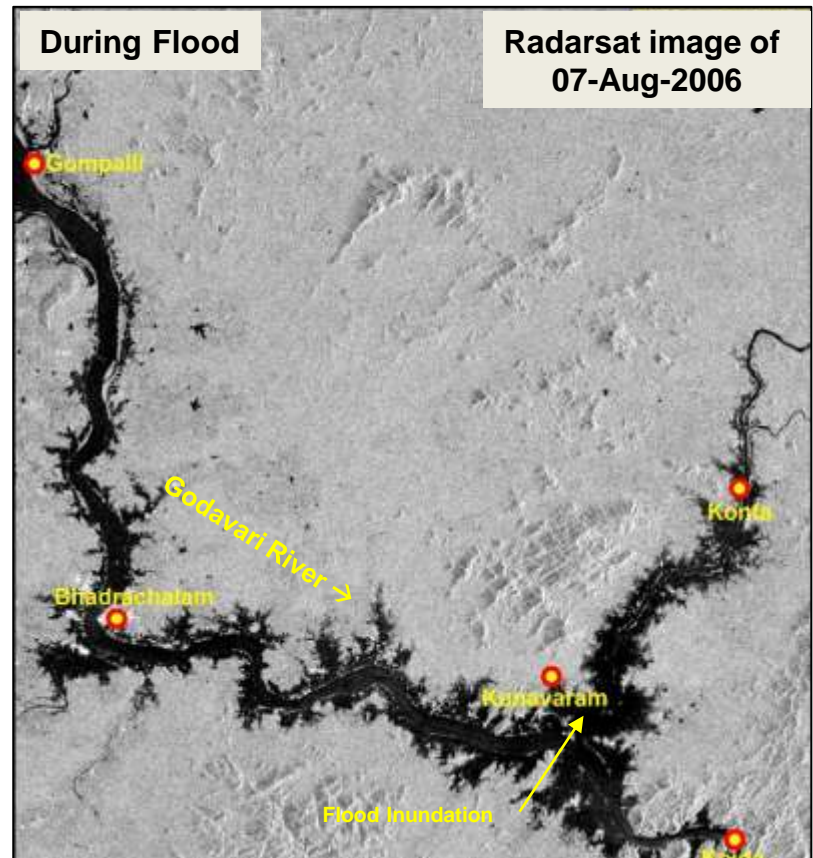 During Flood
Radarsat image of
07-Aug-2006
Gompalli
Konta
Godavari River →
Bhadrachalam
Kunavaram
Flood Inundation